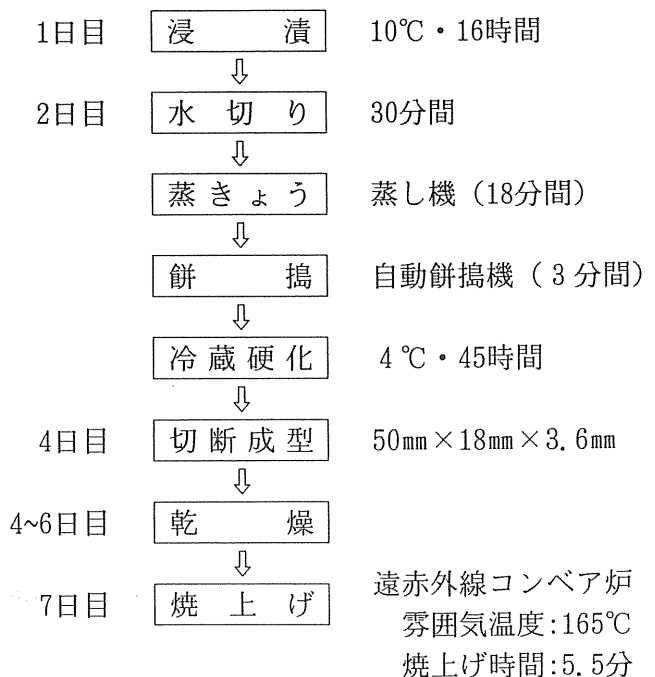 1日目 浸漬 10℃・16時間
⇩
2日目 水切り 30分間
⇩
蒸きょう 蒸し機（18分間）
⇩
餅搗 自動餅搗機（3分間）
⇩
冷蔵硬化 4℃・45時間
⇩
4日目 切断成型 50㎜×18㎜×3.6㎜
⇩
4~6日目 乾燥
⇩
7日目 焼上げ 遠赤外線コンベア炉
雰囲気温度:165℃
焼上げ時間:5.5分